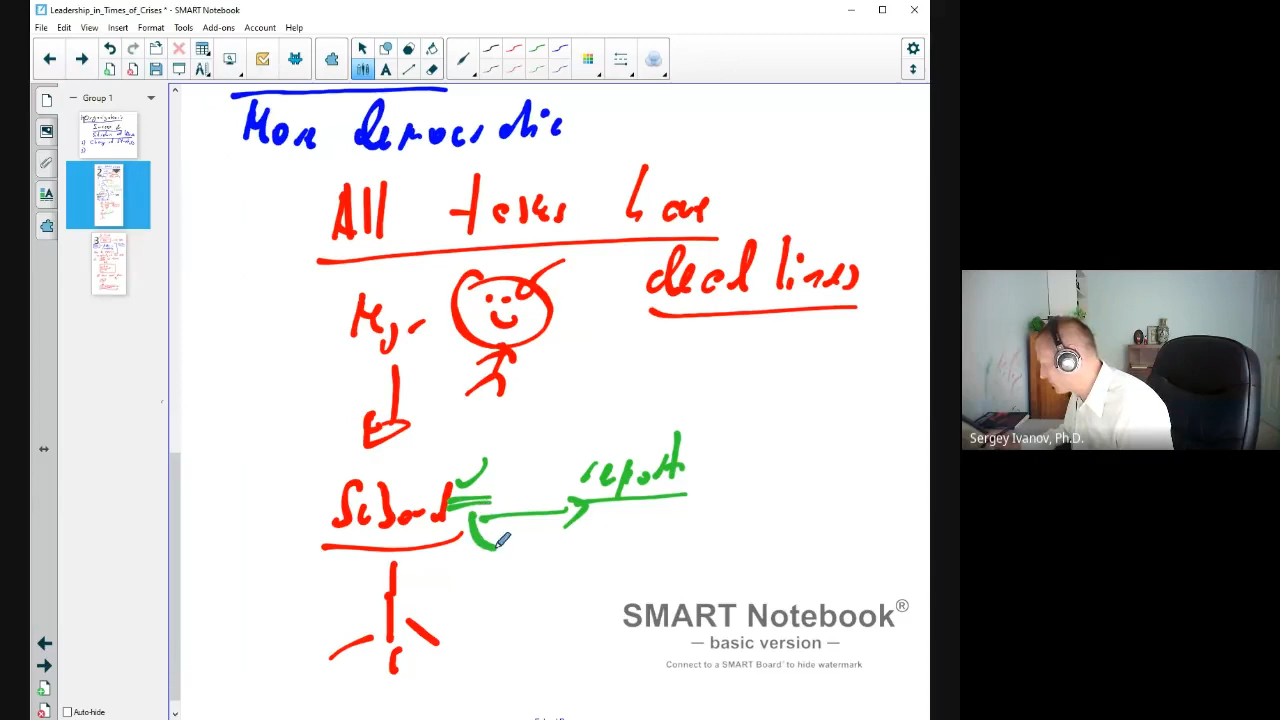 Leadership_in_Times_of_Crises * - SMART Notebook
File Edit View Insert Format Tools Add-ons Account Help
Group 1
More democratic
All tasks have
deadlines
Mgr
report
SMART Notebook®
— basic version —
Connect to a SMART Board® to hide watermark
Auto-hide
Sergey Ivanov, Ph.D.